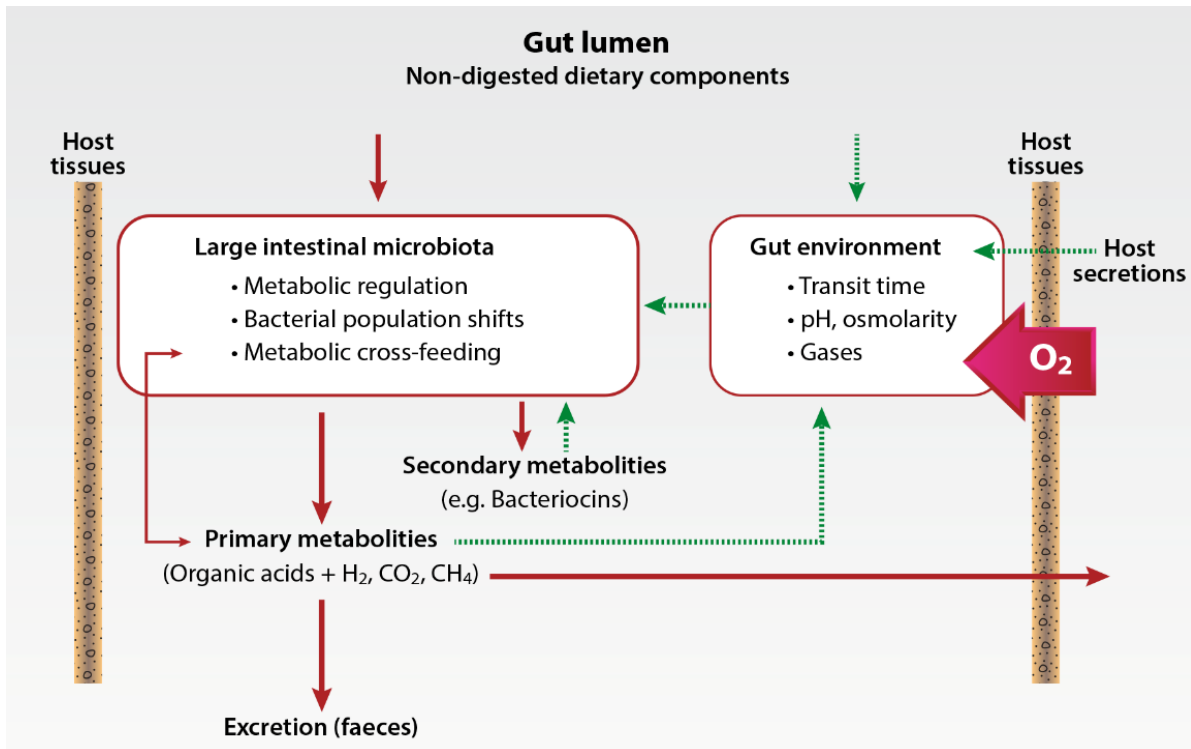 Gut lumen
Non-digested dietary components
Host
tissues
Host
tissues
Large intestinal microbiota
• Metabolic regulation
• Bacterial population shifts
• Metabolic cross-feeding
Gut environment
• Transit time
• pH, osmolarity
• Gases
Host
secretions
O₂
Secondary metabolities
(e.g. Bacteriocins)
Primary metabolities
(Organic acids + H₂, CO₂, CH₄)
Excretion (faeces)